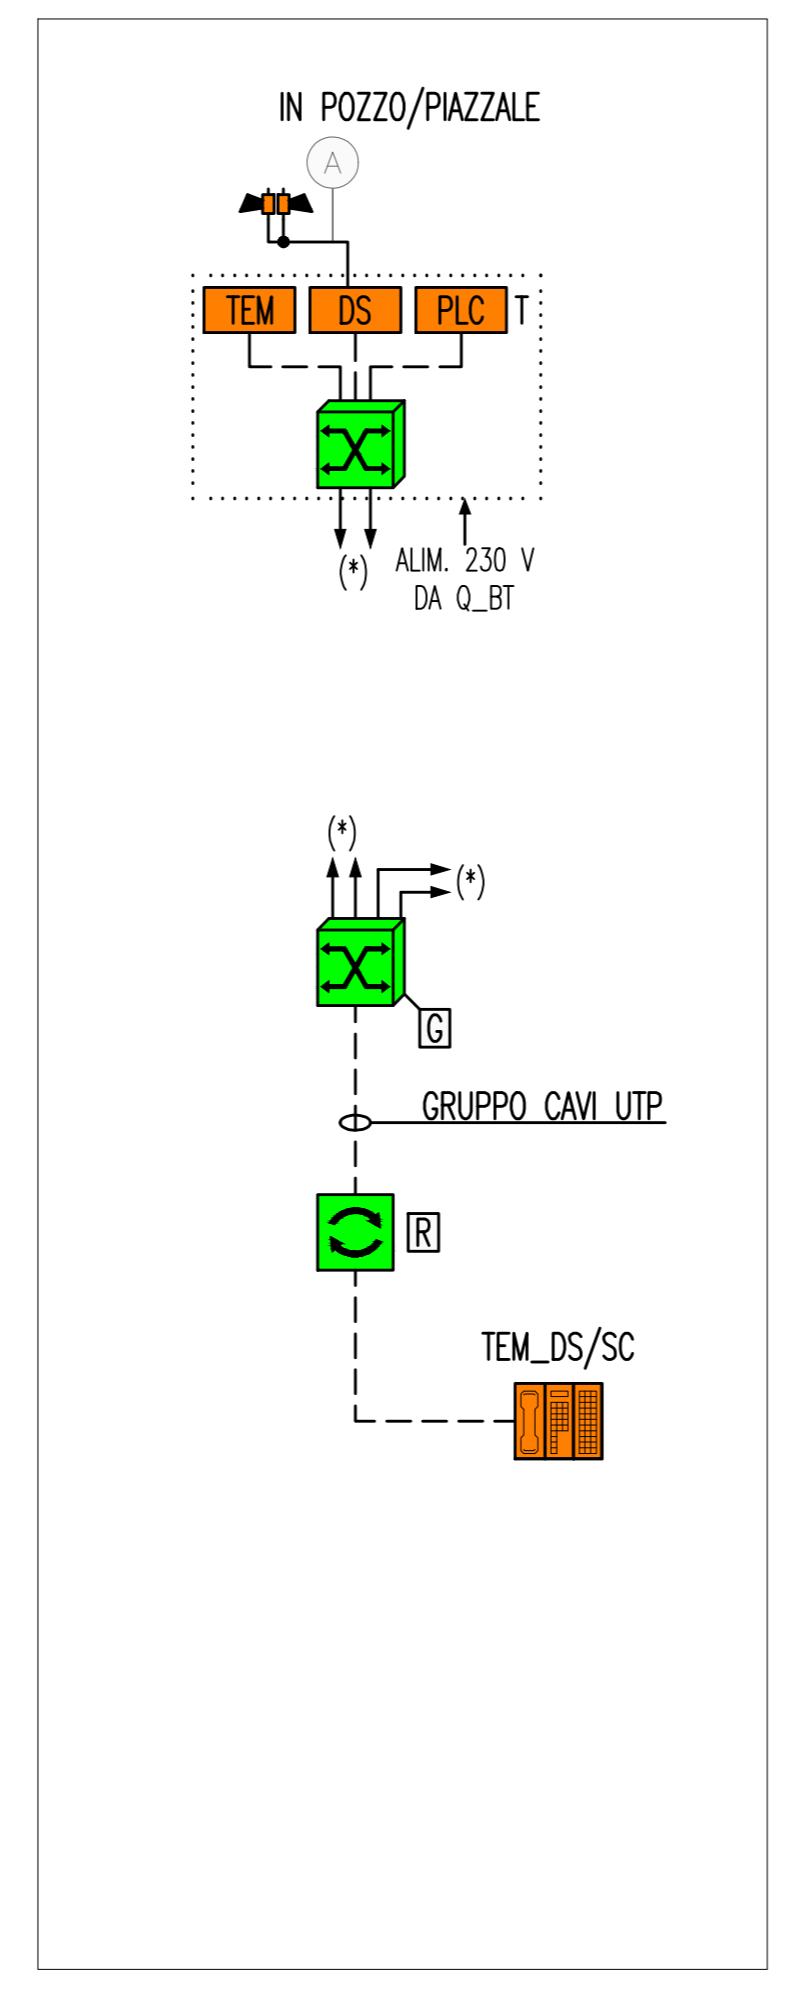 IN POZZO/PIAZZALE
A
TEM DS PLC T
(*)
ALIM. 230 V
DA Q_BT
(*)
(*)
G
GRUPPO CAVI UTP
R
TEM_DS/SC